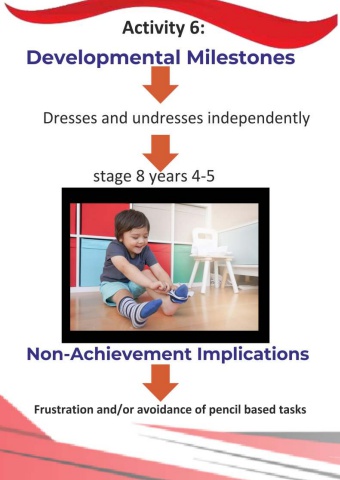 Activity 6:
Developmental Milestones
Dresses and undresses independently
stage 8 years 4-5
Non-Achievement Implications
Frustration and/or avoidance of pencil based tasks